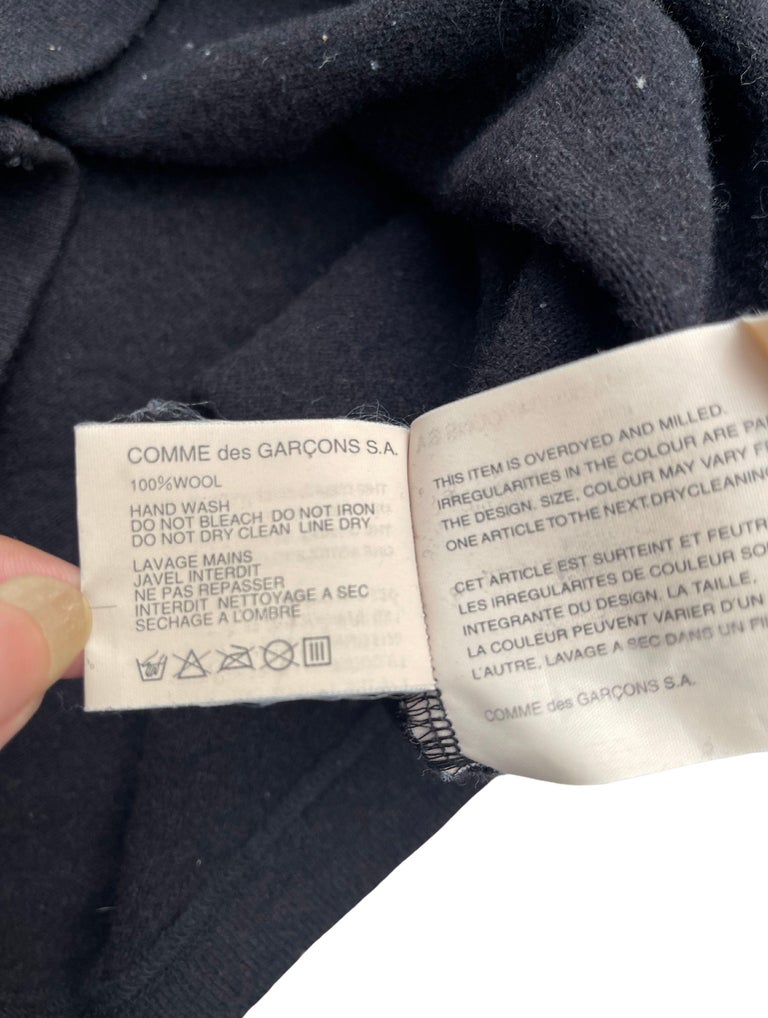 COMME des GARÇONS S.A.
100%WOOL
HAND WASH
DO NOT BLEACH DO NOT IRON
DO NOT DRY CLEAN LINE DRY
LAVAGE MAINS
JAVEL INTERDIT
NE PAS REPASSER
INTERDIT NETTOYAGE A SEC
SECHAGE A L'OMBRE
THIS ITEM IS OVERDYED AND MILLED.
IRREGULARITIES IN THE COLOUR ARE
THE DESIGN. SIZE, COLOUR MAY VARY
ONE ARTICLE TO THE NEXT.DRYCLEANING
CET ARTICLE EST SURTEINT ET
LES IRREGULARITES DE COULEUR
INTEGRANTE DU DESIGN. LA TAILLE,
LA COULEUR PEUVENT VARIER D'UN
L'AUTRE, LAVAGE A SEC DANS UN
COMME des GARÇONS S.A.